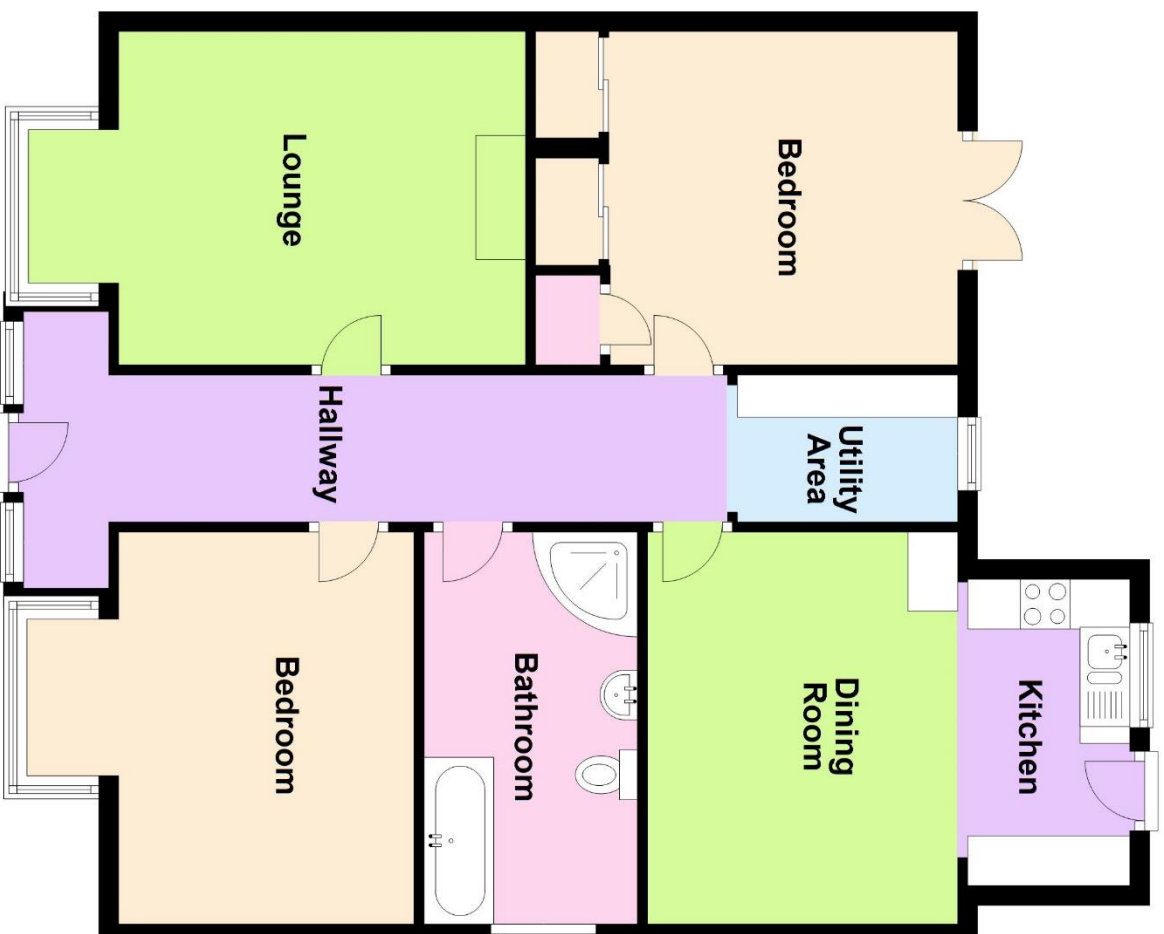 Lounge
Bedroom
Hallway
Utility
Area
Bedroom
Bathroom
Dining
Room
Kitchen